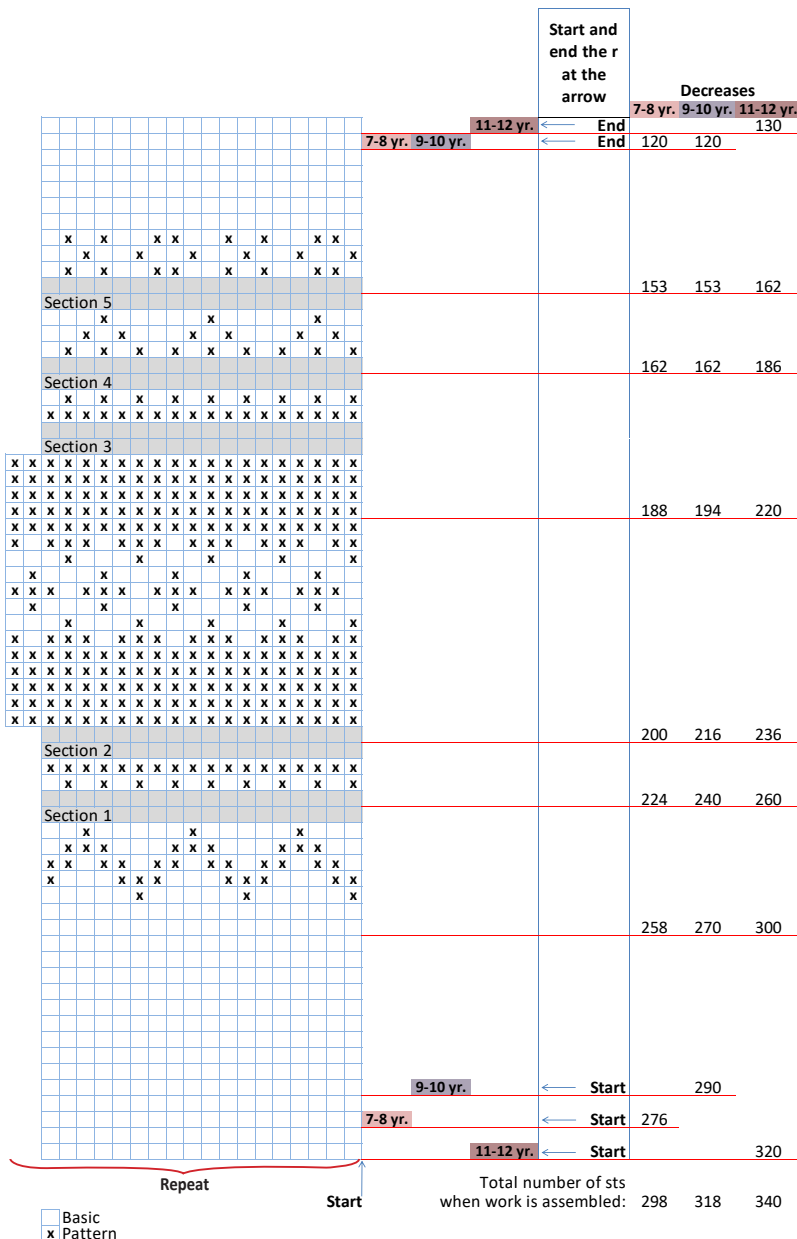 Start and
end the r
at the
arrow
Decreases
7-8 yr. 9-10 yr. 11-12 yr.
11-12 yr. End 130
7-8 yr. 9-10 yr. End 120 120
153 153 162
Section 5
162 162 186
Section 4
Section 3
188 194 220
200 216 236
Section 2
224 240 260
Section 1
258 270 300
9-10 yr. Start 290
7-8 yr. Start 276
11-12 yr. Start 320
Repeat
Start
Total number of sts
when work is assembled: 298 318 340
Basic
x Pattern